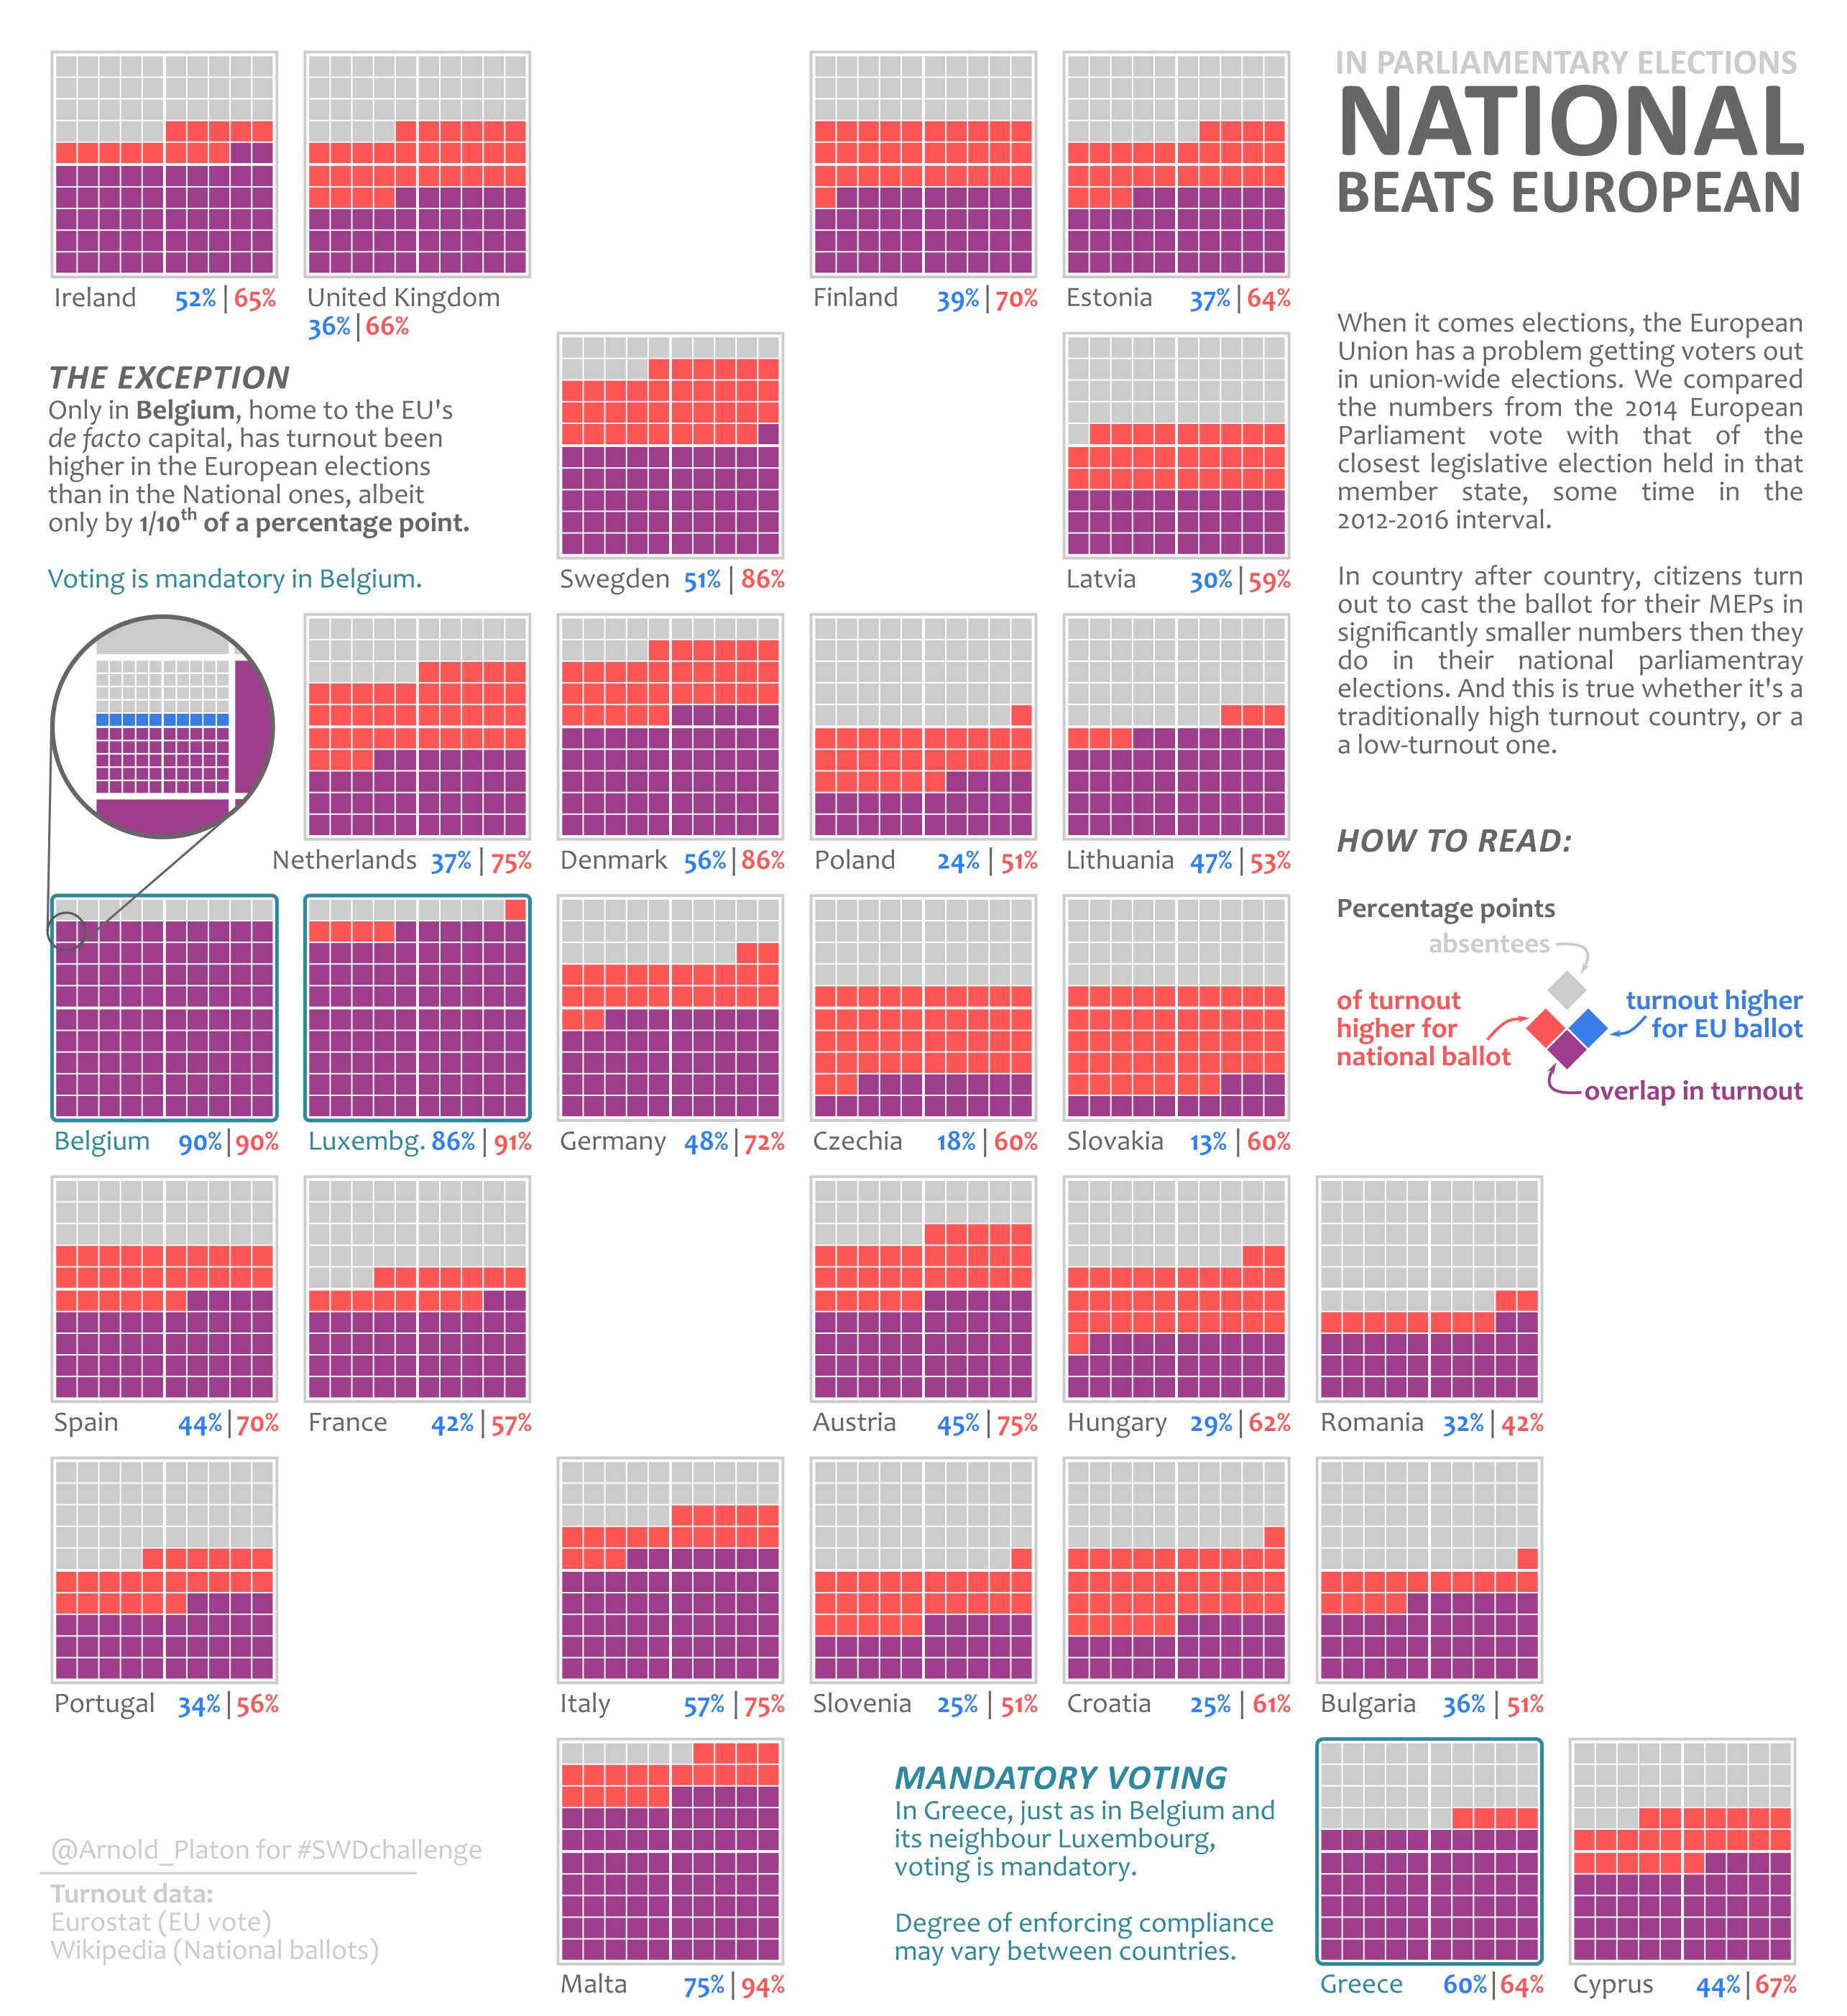 IN PARLIAMENTARY ELECTIONS
NATIONAL
BEATS EUROPEAN
Ireland 52%|65%
United Kingdom
36%|66%
Finland 39%|70%
Estonia 37%|64%
When it comes elections, the European
Union has a problem getting voters out
in union-wide elections. We compared
the numbers from the 2014 European
Parliament vote with that of the
closest legislative election held in that
member state, some time in the
2012-2016 interval.
In country after country, citizens turn
out to cast the ballot for their MEPs in
significantly smaller numbers then they
do in their national parliamentray
elections. And this is true whether it's a
traditionally high turnout country, or a
a low-turnout one.
THE EXCEPTION
Only in Belgium, home to the EU's
de facto capital, has turnout been
higher in the European elections
than in the National ones, albeit
only by 1/10th of a percentage point.
Voting is mandatory in Belgium.
Swegden 51%|86%
Latvia 30%|59%
Netherlands 37%|75%
Denmark 56%|86%
Poland 24%|51%
Lithuania 47%|53%
HOW TO READ:
Percentage points
absentees
of turnout
higher for
national ballot
turnout higher
for EU ballot
overlap in turnout
Belgium 90%|90%
Luxembg. 86%|91%
Germany 48%|72%
Czechia 18%|60%
Slovakia 13%|60%
Spain 44%|70%
France 42%|57%
Austria 45%|75%
Hungary 29%|62%
Romania 32%|42%
Portugal 34%|56%
Italy 57%|75%
Slovenia 25%|51%
Croatia 25%|61%
Bulgaria 36%|51%
MANDATORY VOTING
In Greece, just as in Belgium and
its neighbour Luxembourg,
voting is mandatory.
Degree of enforcing compliance
may vary between countries.
@Arnold_Platon for #SWDchallenge
Turnout data:
Eurostat (EU vote)
Wikipedia (National ballots)
Malta 75%|94%
Greece 60%|64%
Cyprus 44%|67%